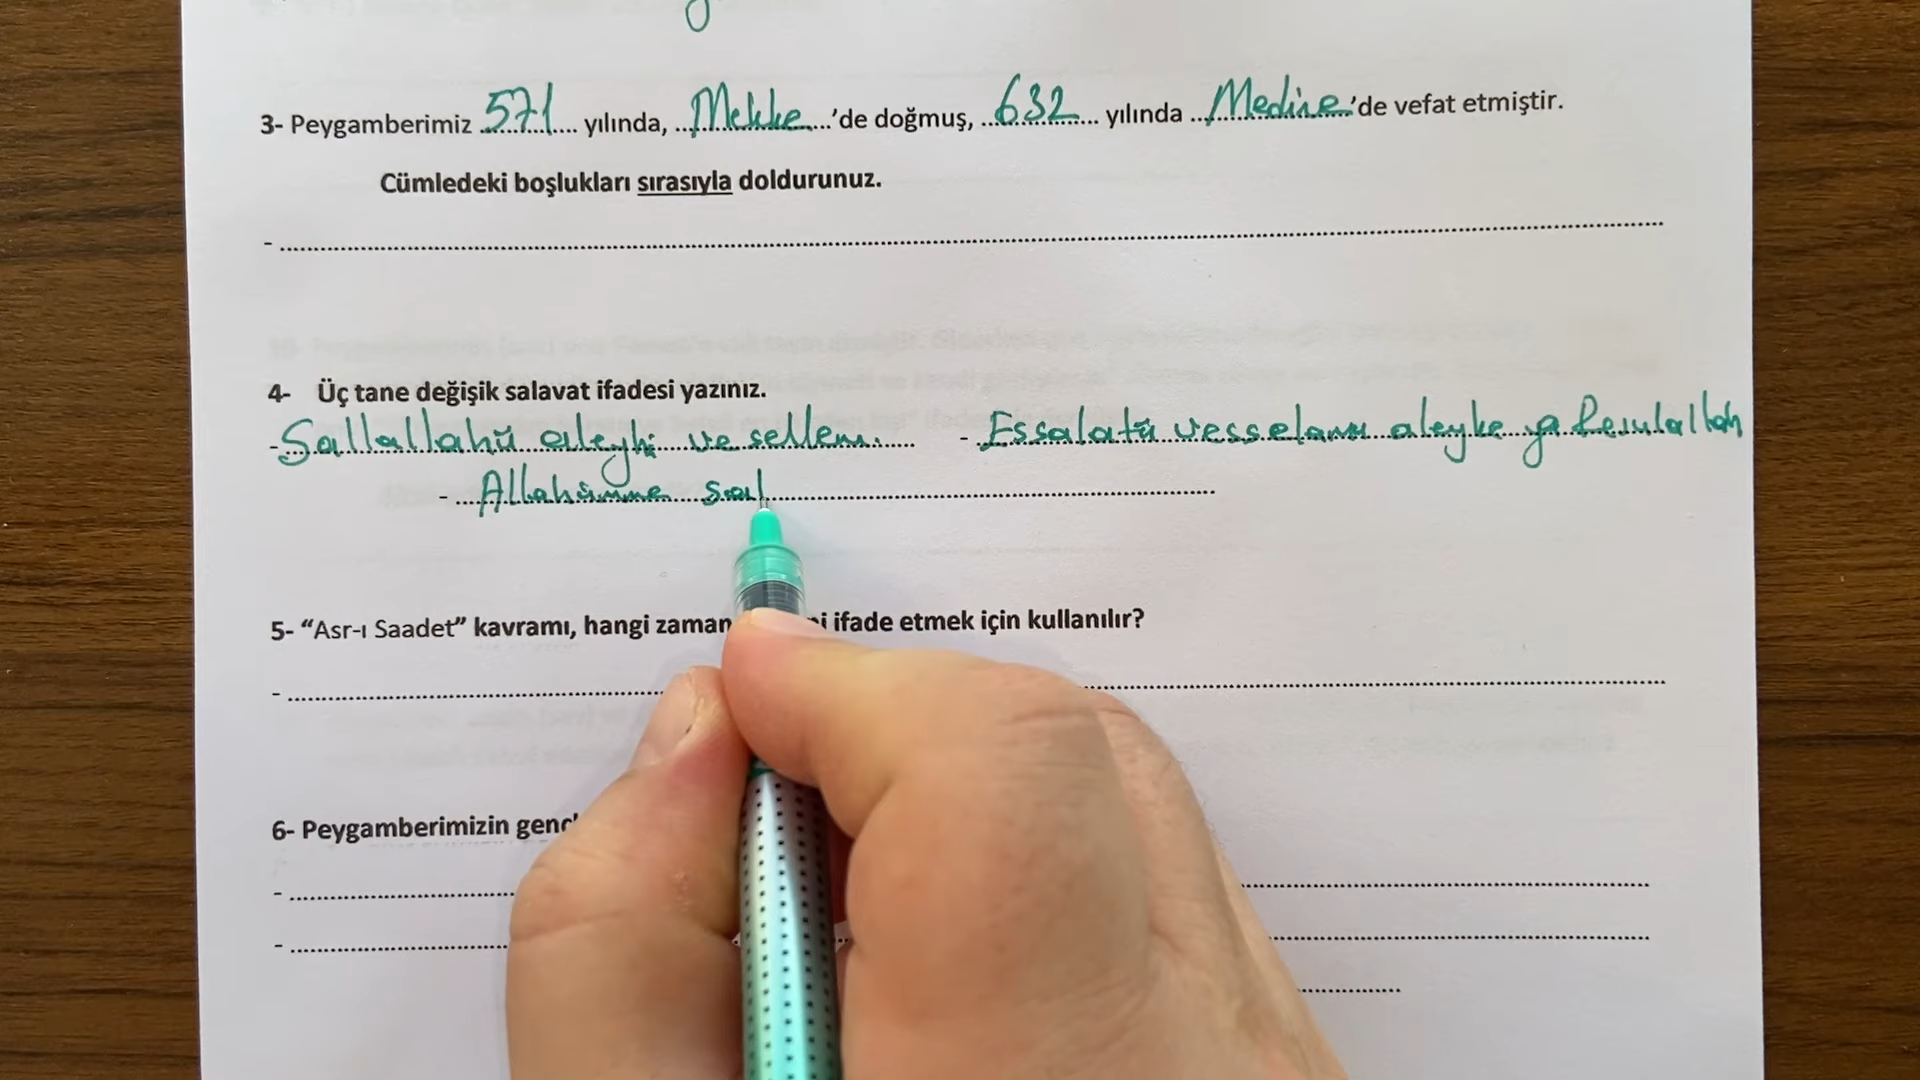 3- Peygamberimiz 571 yılında, Mekke 'de doğmuş, 632 yılında Medine 'de vefat etmiştir.
Cümledeki boşlukları sırasıyla doldurunuz.
4- Üç tane değişik salavat ifadesi yazınız.
- Sallallahü aleyhi ve sellem. - Essalatü vesselamu aleyke ya Resulallah
- Allahümme sal
5- “Asr-ı Saadet” kavramı, hangi zaman ifade etmek için kullanılır?
6- Peygamberimizin